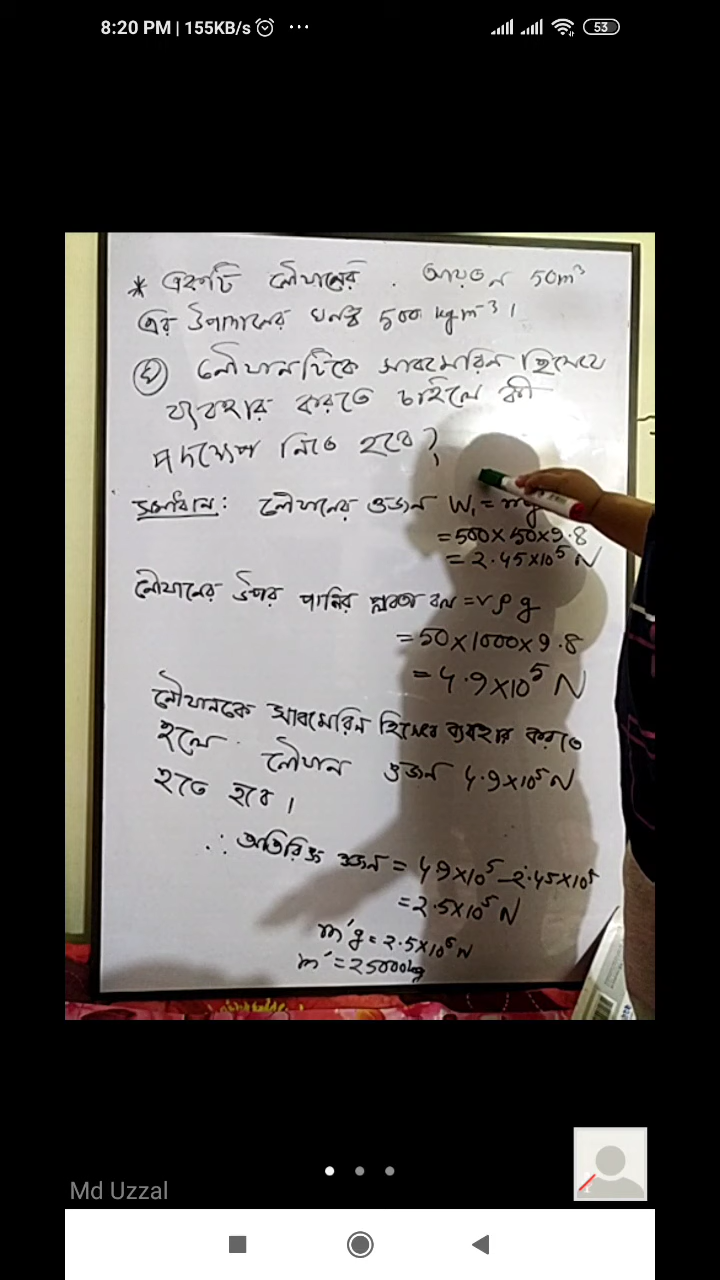 8:20 PM | 155KB/s ...
53
* একটি নৌযানের . আয়তন 50m³
এর উপাদানের ঘনত্ব 500 kgm⁻³।
(ঘ) নৌযানটিকে সাবমেরিন হিসেবে
ব্যবহার করতে চাইলে কী
পদক্ষেপ নিতে হবে?
সমাধান: নৌযানের ওজন W₁ = mg
= 500×50×9.8
= 2.45×10⁵ N
নৌযানের উপর পানির প্লবতা বল = vρg
= 50×1000×9.8
= 4.9×10⁵ N
নৌযানকে সাবমেরিন হিসেবে ব্যবহার করতে
হলে নৌযান ওজন 4.9×10⁵N
হতে হবে।
∴ অতিরিক্ত ওজন = 4.9×10⁵ - 2.45×10⁵
= 2.5×10⁵ N
m'g = 2.5×10⁵ N
m' = 25000kg
Md Uzzal